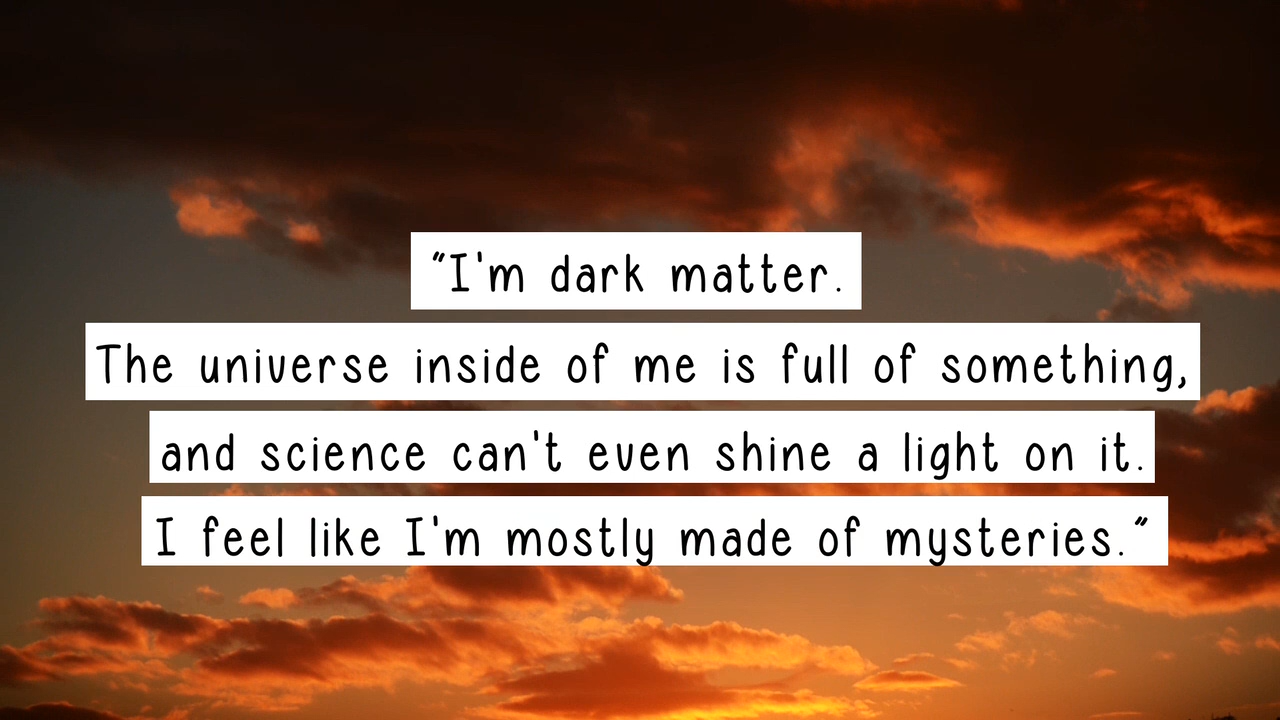 "I'm dark matter.
The universe inside of me is full of something,
and science can't even shine a light on it.
I feel like I'm mostly made of mysteries."